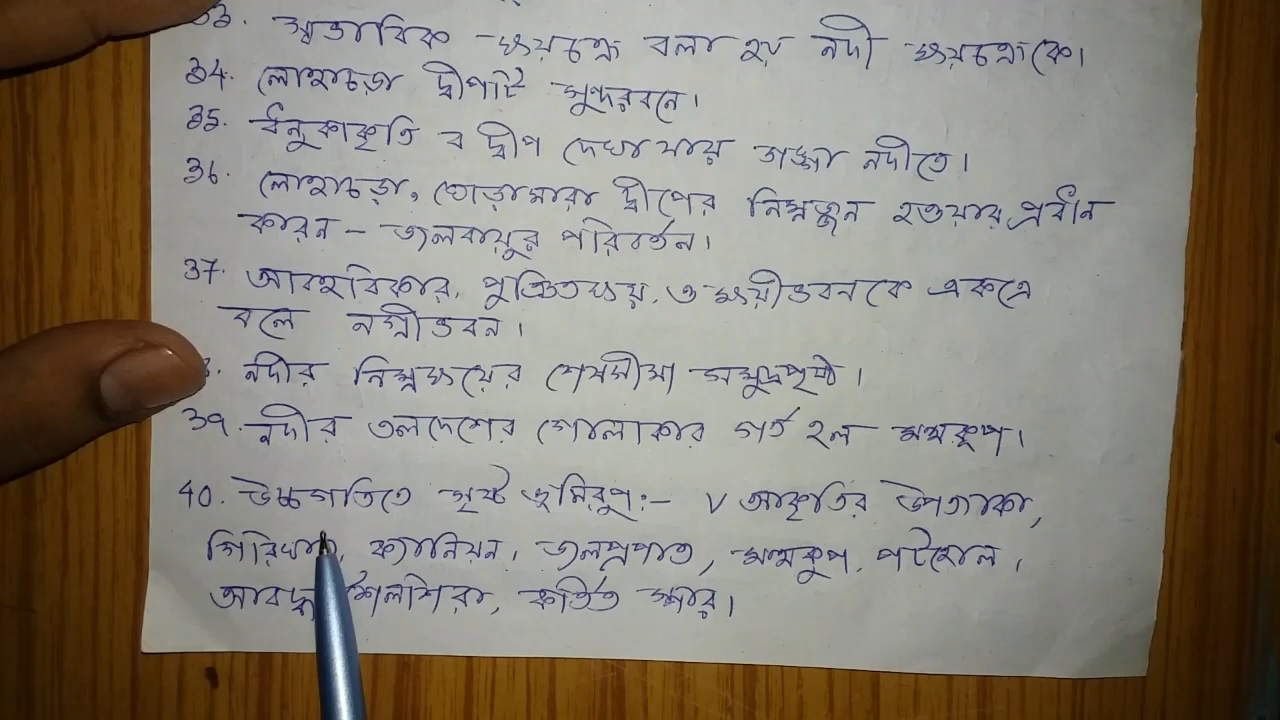 33. স্বাভাবিক ক্ষয়চক্র বলা হয় নদী ক্ষয়চক্রকে।
34. লোহাচড়া দ্বীপটি সুন্দরবনে।
35. ধনুকাকৃতি ব দ্বীপ দেখা যায় গঙ্গা নদীতে।
36. লোহাচড়া, ঘোড়ামারা দ্বীপের নিমজ্জন হওয়ার প্রধান
কারন - জলবায়ুর পরিবর্তন।
37. আবহবিকার, পুঞ্জিতক্ষয়, ও ক্ষয়ীভবনকে একত্রে
বলে নগ্নীভবন।
নদীর নিম্নক্ষয়ের শেষসীমা সমুদ্রপৃষ্ঠ।
39. নদীর তলদেশের গোলাকার গর্ত হল মন্থকূপ।
40. উচ্চগতিতে সৃষ্ট ভূমিরূপ:- V আকৃতির উপত্যকা,
গিরিখাত, ক্যানিয়ন, জলপ্রপাত, মন্থকূপ, পটহোল,
আবদ্ধ শৈলশিরা, কর্তিত স্পার।